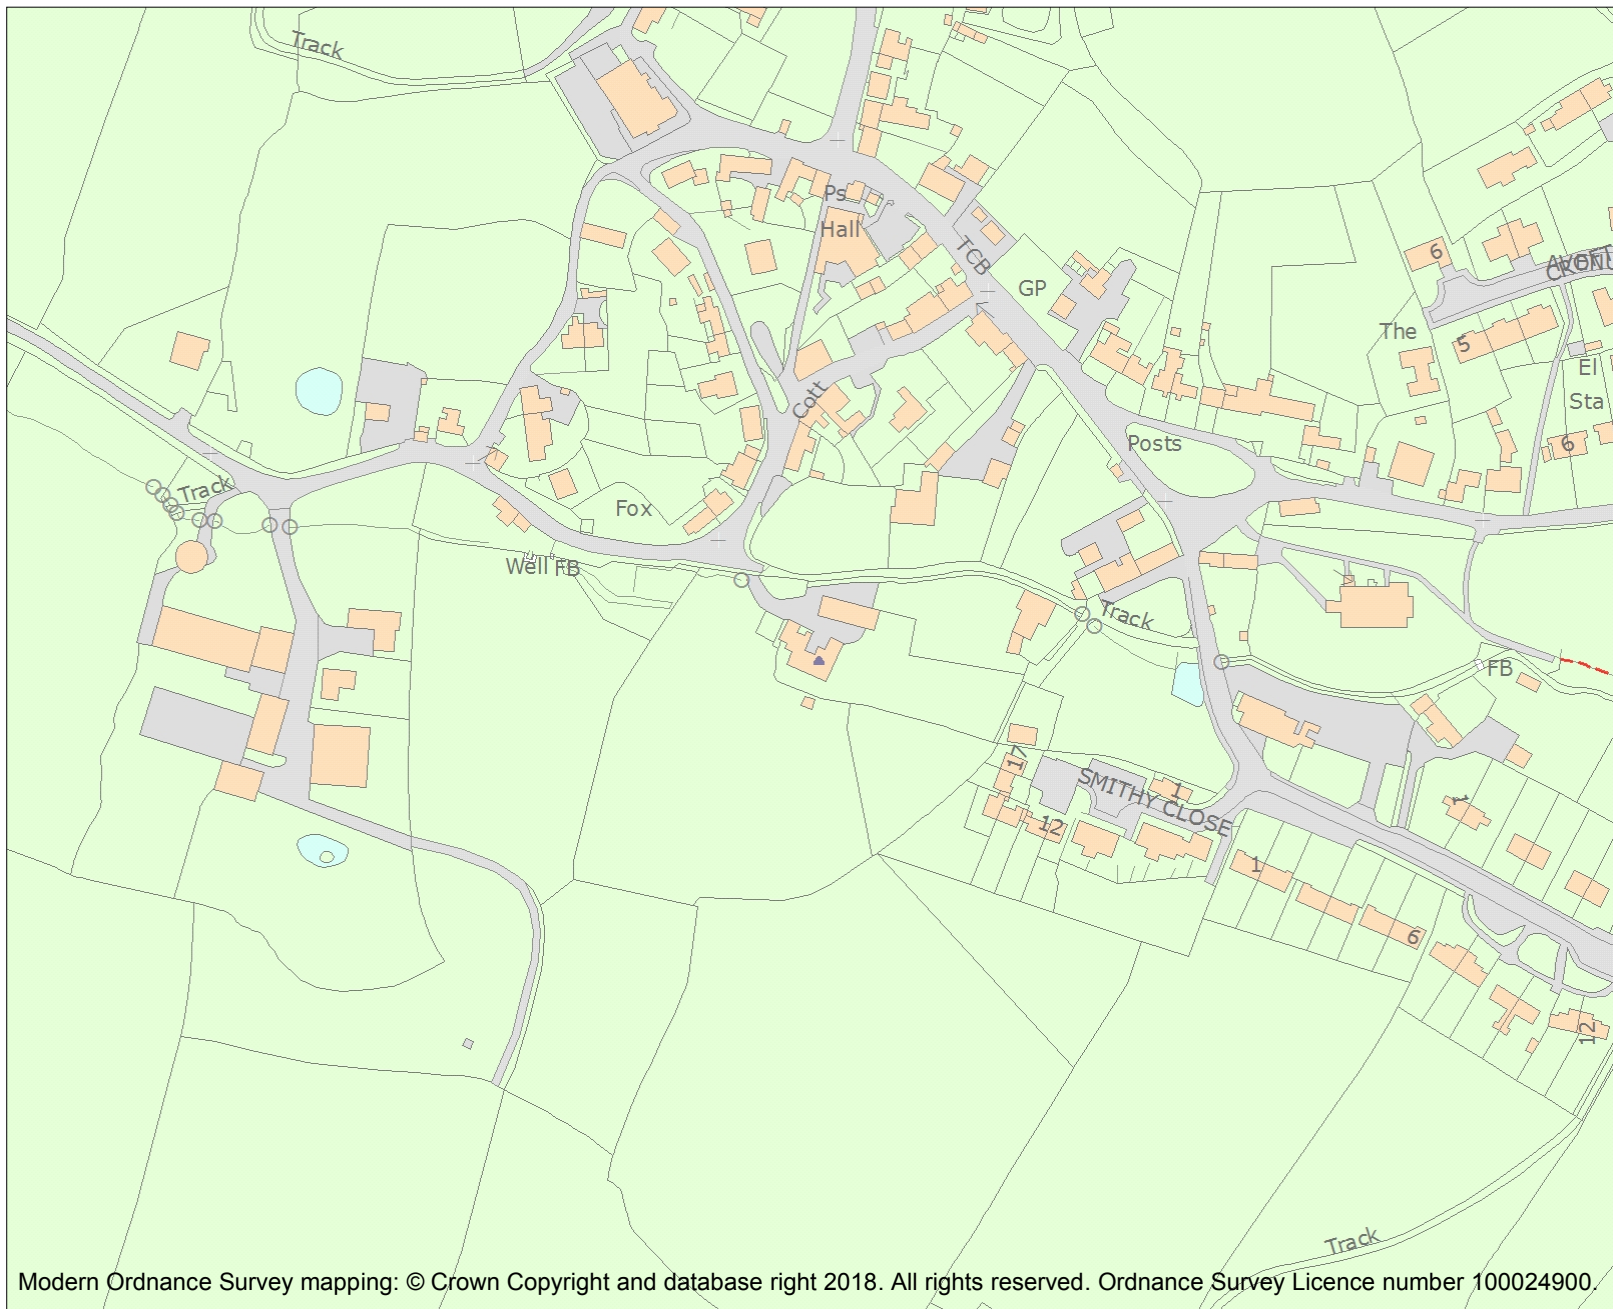 Track
Ps
Hall
TCB
6
GP
The
5
El
Sta
Cott
Posts
6
Track
Fox
Well
FB
Track
FB
17
SMITHY CLOSE
1
1
12
1
6
12
Track
Modern Ordnance Survey mapping: © Crown Copyright and database right 2018. All rights reserved. Ordnance Survey Licence number 100024900.